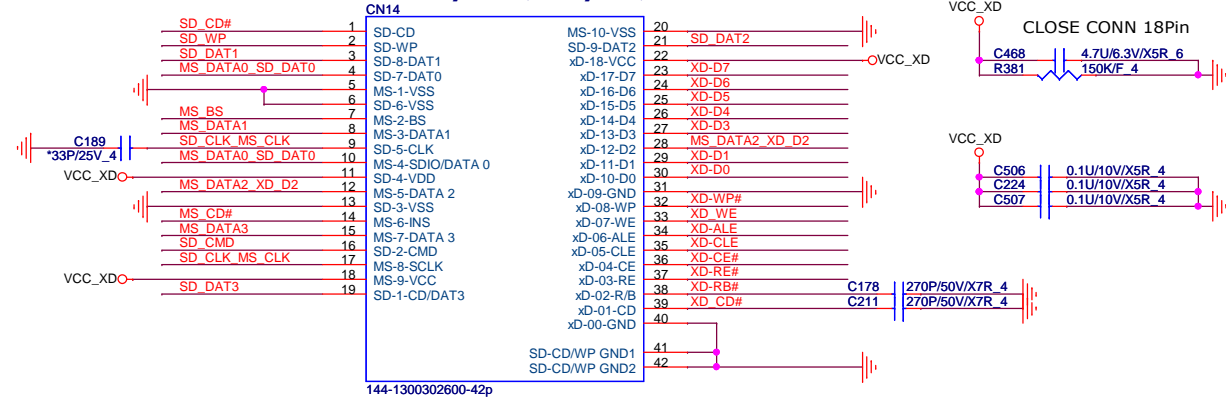 CN14
SD_CD# 1 SD-CD
SD_WP 2 SD-WP
SD_DAT1 3 SD-8-DAT1
MS_DATA0_SD_DAT0 4 SD-7-DAT0
5 MS-1-VSS
6 SD-6-VSS
MS_BS 7 MS-2-BS
MS_DATA1 8 MS-3-DATA1
C189 SD_CLK_MS_CLK 9 SD-5-CLK
*33P/25V_4 MS_DATA0_SD_DAT0 10 MS-4-SDIO/DATA 0
VCC_XD 11 SD-4-VDD
MS_DATA2_XD_D2 12 MS-5-DATA 2
13 SD-3-VSS
MS_CD# 14 MS-6-INS
MS_DATA3 15 MS-7-DATA 3
SD_CMD 16 SD-2-CMD
SD_CLK_MS_CLK 17 MS-8-SCLK
VCC_XD 18 MS-9-VCC
SD_DAT3 19 SD-1-CD/DAT3
MS-10-VSS 20
SD-9-DAT2 21 SD_DAT2
xD-18-VCC 22 VCC_XD
xD-17-D7 23 XD-D7
xD-16-D6 24 XD-D6
xD-15-D5 25 XD-D5
xD-14-D4 26 XD-D4
xD-13-D3 27 XD-D3
xD-12-D2 28 MS_DATA2_XD_D2
xD-11-D1 29 XD-D1
xD-10-D0 30 XD-D0
xD-09-GND 31
xD-08-WP 32 XD-WP#
xD-07-WE 33 XD_WE
xD-06-ALE 34 XD-ALE
xD-05-CLE 35 XD-CLE
xD-04-CE 36 XD-CE#
xD-03-RE 37 XD-RE#
xD-02-R/B 38 XD-RB# C178 270P/50V/X7R_4
xD-01-CD 39 XD_CD# C211 270P/50V/X7R_4
xD-00-GND 40
SD-CD/WP GND1 41
SD-CD/WP GND2 42
144-1300302600-42p
VCC_XD
CLOSE CONN 18Pin
C468 4.7U/6.3V/X5R_6
R381 150K/F_4
VCC_XD
C506 0.1U/10V/X5R_4
C224 0.1U/10V/X5R_4
C507 0.1U/10V/X5R_4